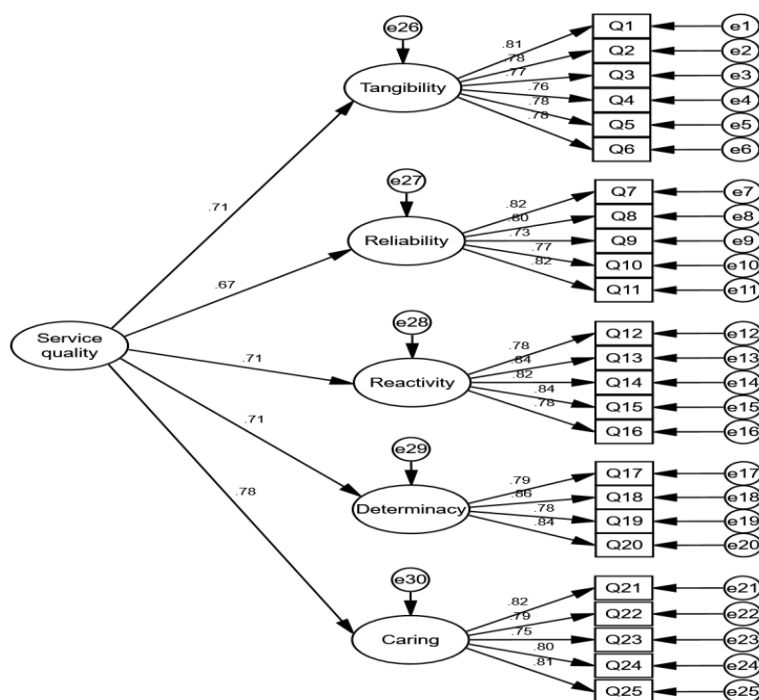 e26
Tangibility
.81
.78
.77
.76
.78
.78
Q1
e1
Q2
e2
Q3
e3
Q4
e4
Q5
e5
Q6
e6
.71
e27
Reliability
.82
.80
.73
.77
.82
Q7
e7
Q8
e8
Q9
e9
Q10
e10
Q11
e11
.67
Service
quality
e28
Reactivity
.78
.84
.82
.84
.78
Q12
e12
Q13
e13
Q14
e14
Q15
e15
Q16
e16
.71
e29
Determinacy
.79
.86
.78
.84
Q17
e17
Q18
e18
Q19
e19
Q20
e20
.71
e30
Caring
.82
.79
.75
.80
.81
Q21
e21
Q22
e22
Q23
e23
Q24
e24
Q25
e25
.78